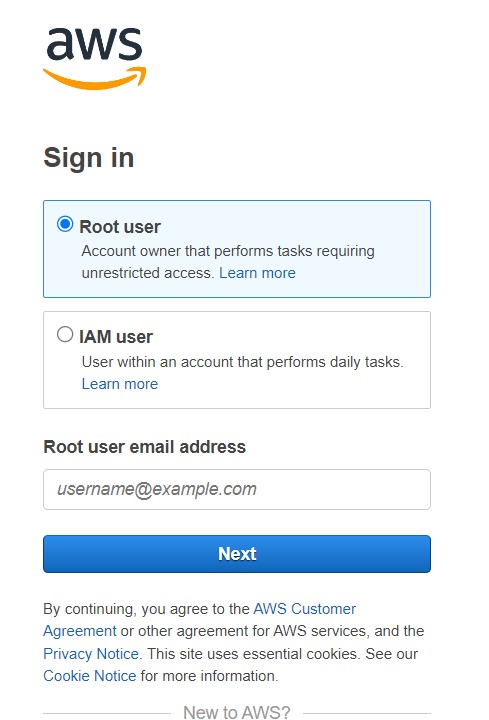 aws
Sign in
Root user
Account owner that performs tasks requiring
unrestricted access. Learn more
IAM user
User within an account that performs daily tasks.
Learn more
Root user email address
username@example.com
Next
By continuing, you agree to the AWS Customer
Agreement or other agreement for AWS services, and the
Privacy Notice. This site uses essential cookies. See our
Cookie Notice for more information.
New to AWS?